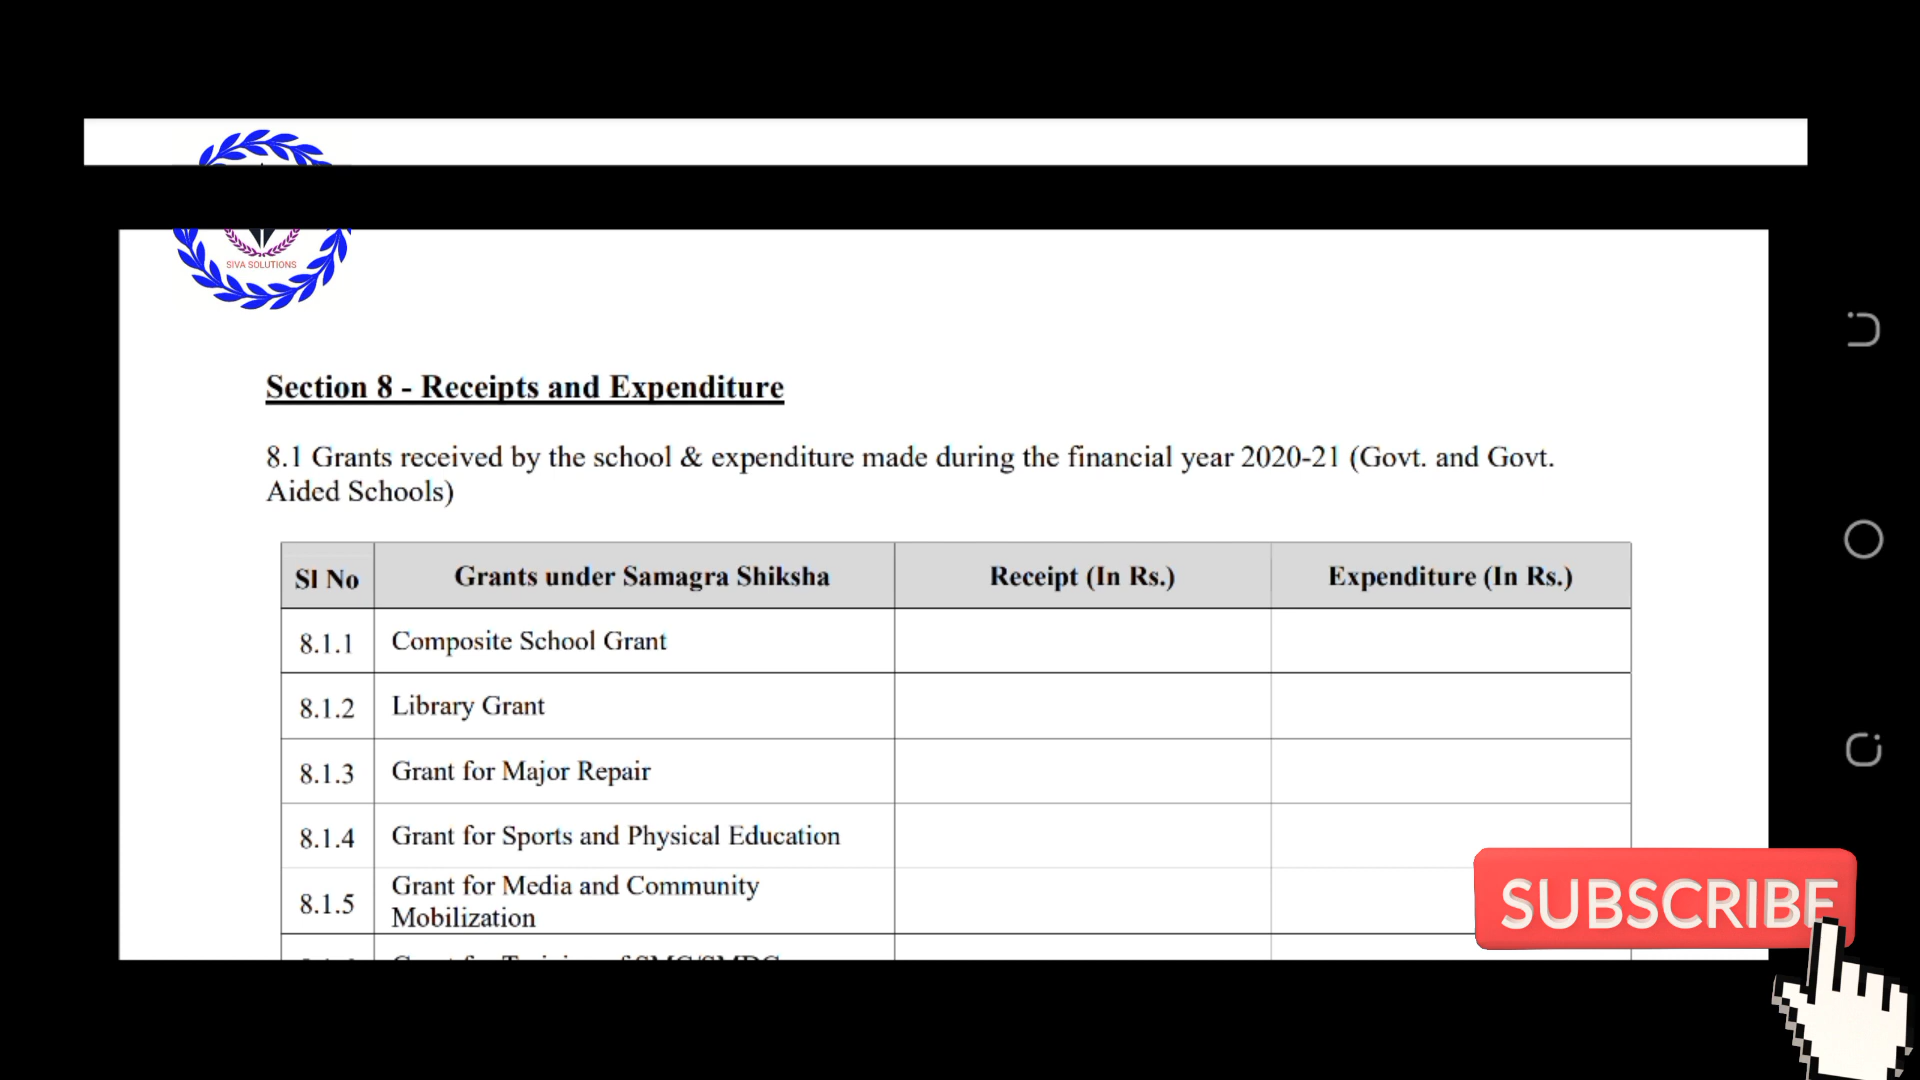 SIVA SOLUTIONS
Section 8 - Receipts and Expenditure
8.1 Grants received by the school & expenditure made during the financial year 2020-21 (Govt. and Govt.
Aided Schools)
Sl No Grants under Samagra Shiksha Receipt (In Rs.) Expenditure (In Rs.)
8.1.1 Composite School Grant
8.1.2 Library Grant
8.1.3 Grant for Major Repair
8.1.4 Grant for Sports and Physical Education
8.1.5 Grant for Media and Community
Mobilization
SUBSCRIBE